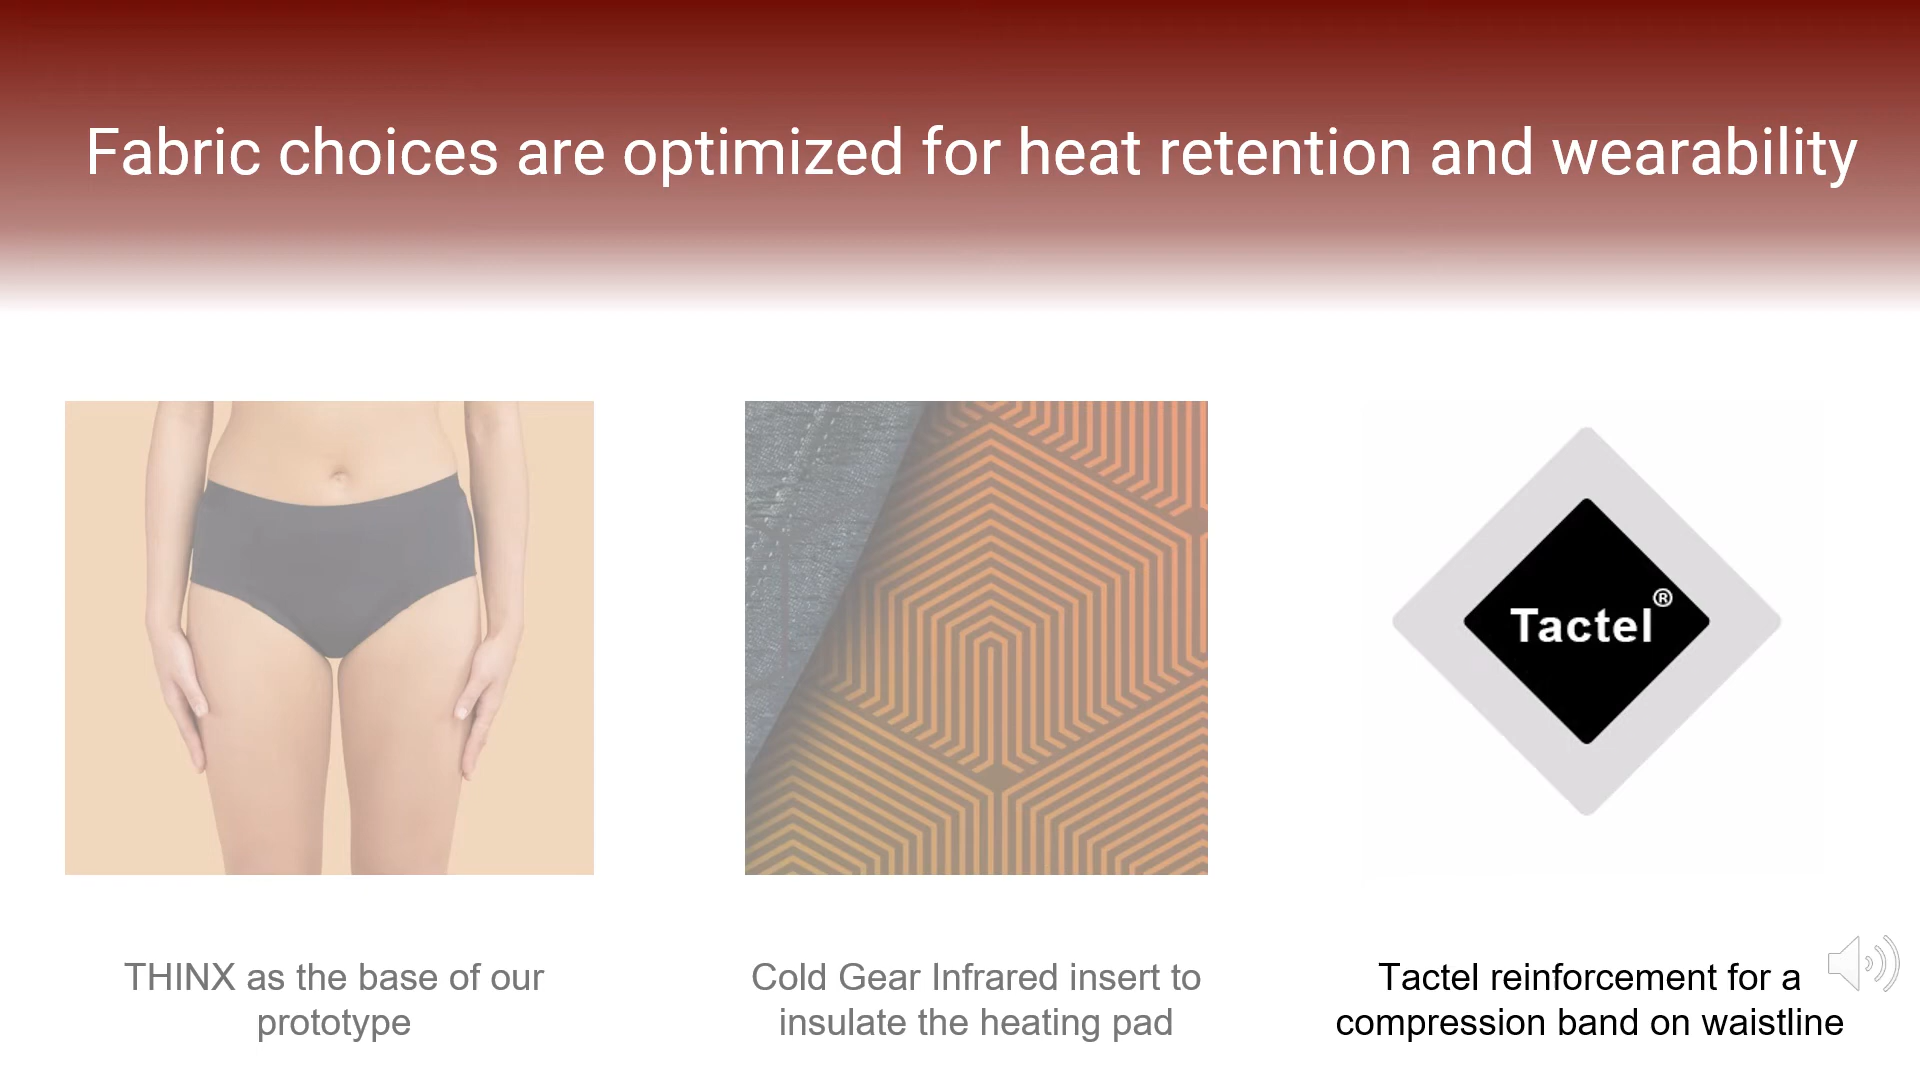 Fabric choices are optimized for heat retention and wearability
Tactel®
THINX as the base of our
prototype
Cold Gear Infrared insert to
insulate the heating pad
Tactel reinforcement for a
compression band on waistline